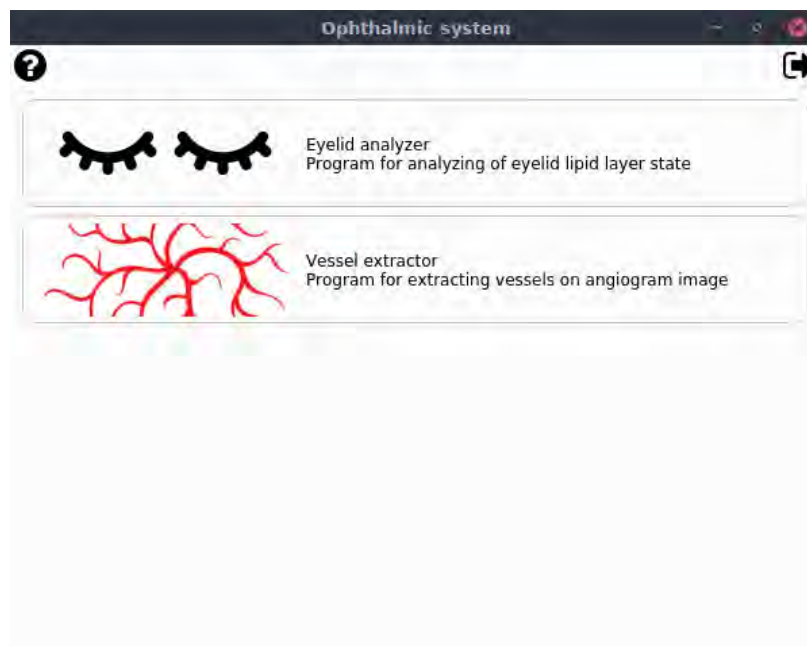 Ophthalmic system
?
Eyelid analyzer
Program for analyzing of eyelid lipid layer state
Vessel extractor
Program for extracting vessels on angiogram image